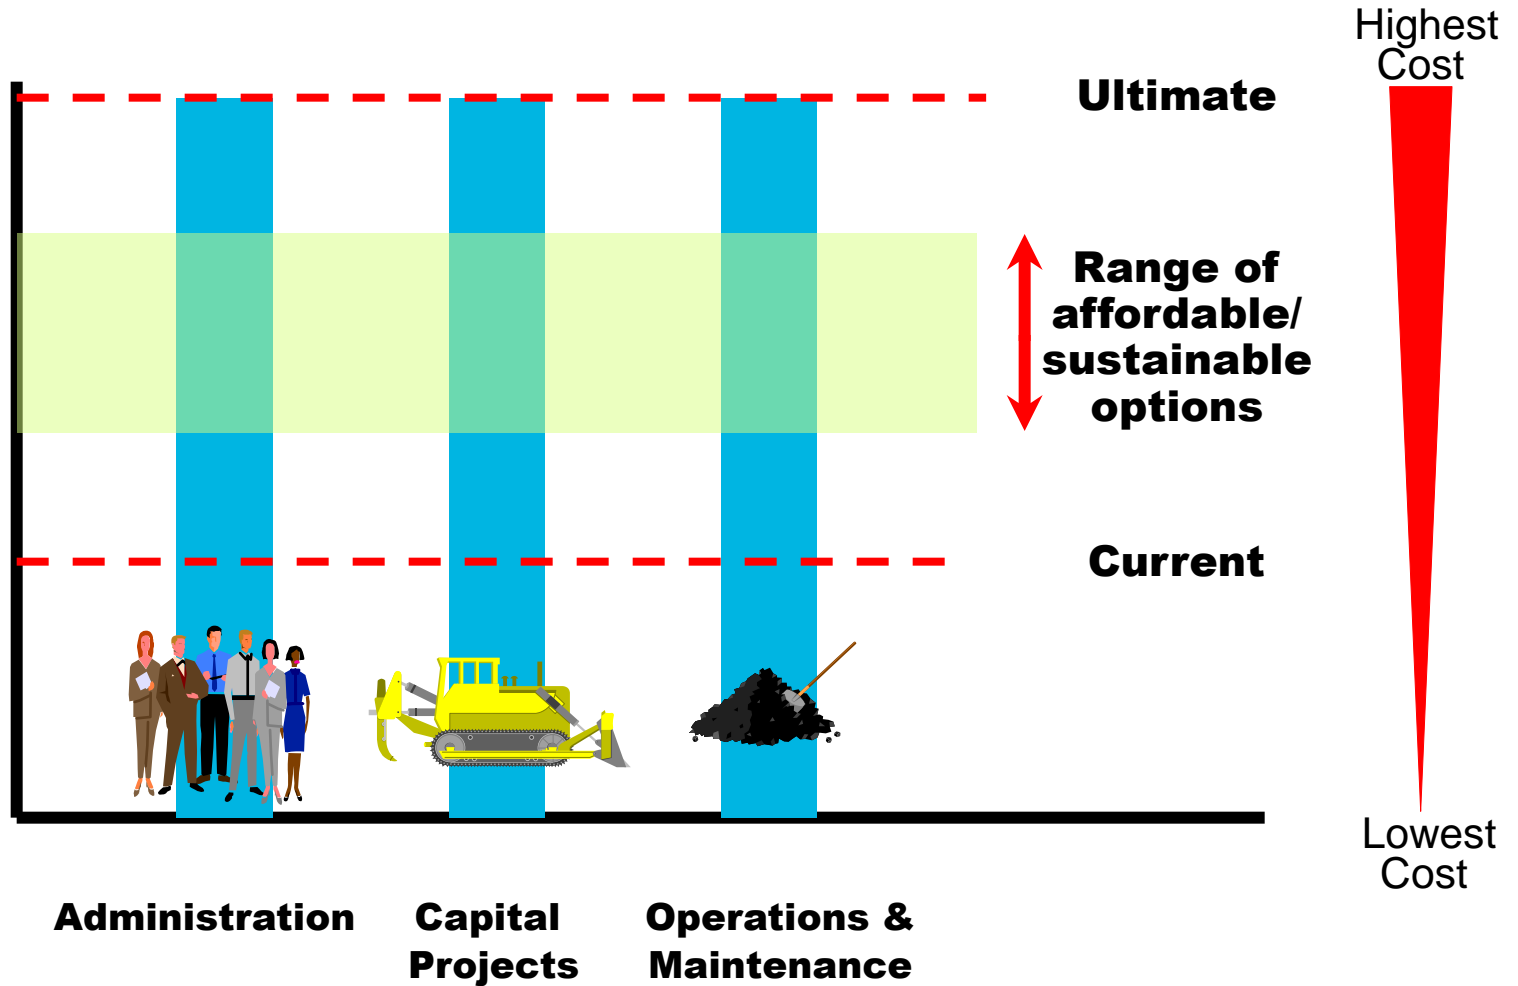 Highest
Cost
Ultimate
Range of
affordable/
sustainable
options
Current
Lowest
Cost
Administration
Capital
Projects
Operations &
Maintenance